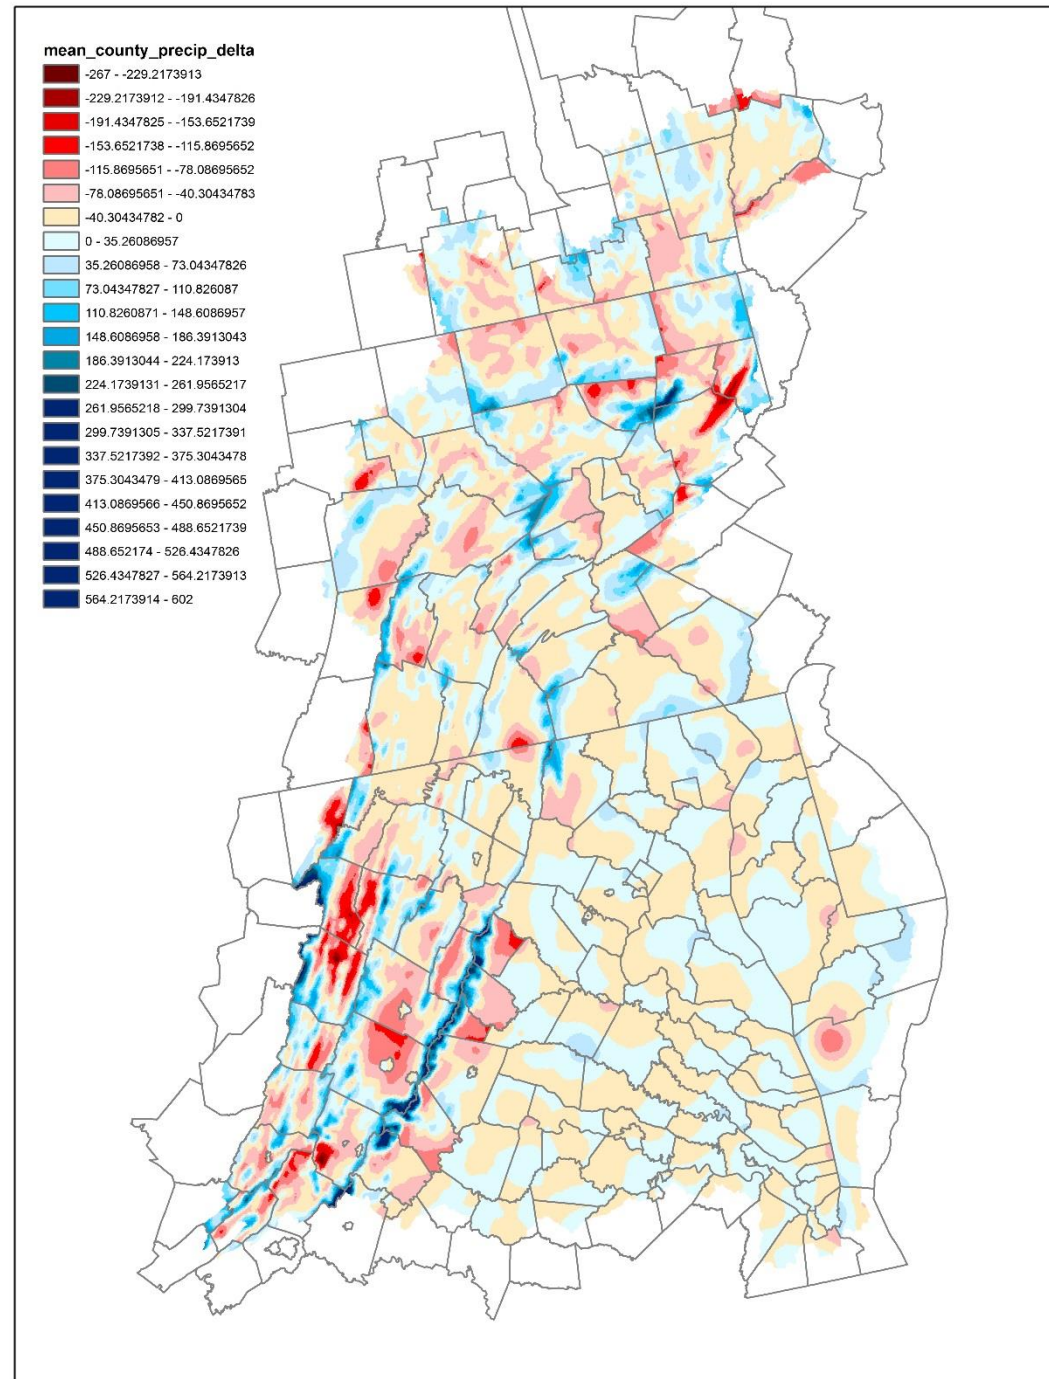 mean_county_precip_delta
-267 - -229.2173913
-229.2173912 - -191.4347826
-191.4347825 - -153.6521739
-153.6521738 - -115.8695652
-115.8695651 - -78.08695652
-78.08695651 - -40.30434783
-40.30434782 - 0
0 - 35.26086957
35.26086958 - 73.04347826
73.04347827 - 110.826087
110.8260871 - 148.6086957
148.6086958 - 186.3913043
186.3913044 - 224.173913
224.1739131 - 261.9565217
261.9565218 - 299.7391304
299.7391305 - 337.5217391
337.5217392 - 375.3043478
375.3043479 - 413.0869565
413.0869566 - 450.8695652
450.8695653 - 488.6521739
488.652174 - 526.4347826
526.4347827 - 564.2173913
564.2173914 - 602